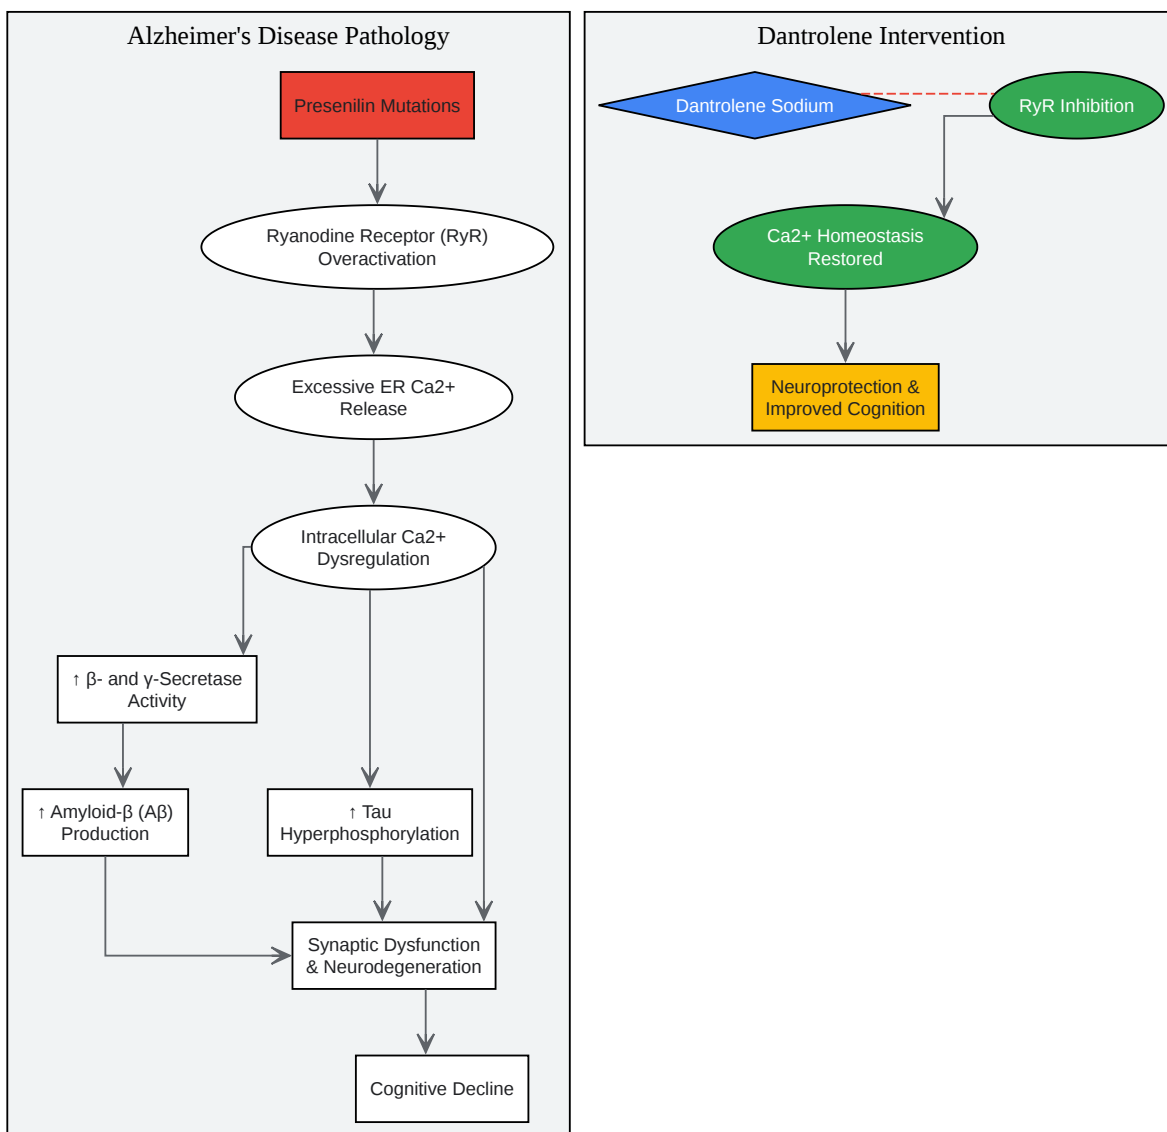 Alzheimer's Disease Pathology
Presenilin Mutations
Ryanodine Receptor (RyR)
Overactivation
Excessive ER Ca2+
Release
Intracellular Ca2+
Dysregulation
↑ β- and γ-Secretase
Activity
↑ Amyloid-β (Aβ)
Production
↑ Tau
Hyperphosphorylation
Synaptic Dysfunction
& Neurodegeneration
Cognitive Decline
Dantrolene Intervention
Dantrolene Sodium
RyR Inhibition
Ca2+ Homeostasis
Restored
Neuroprotection &
Improved Cognition